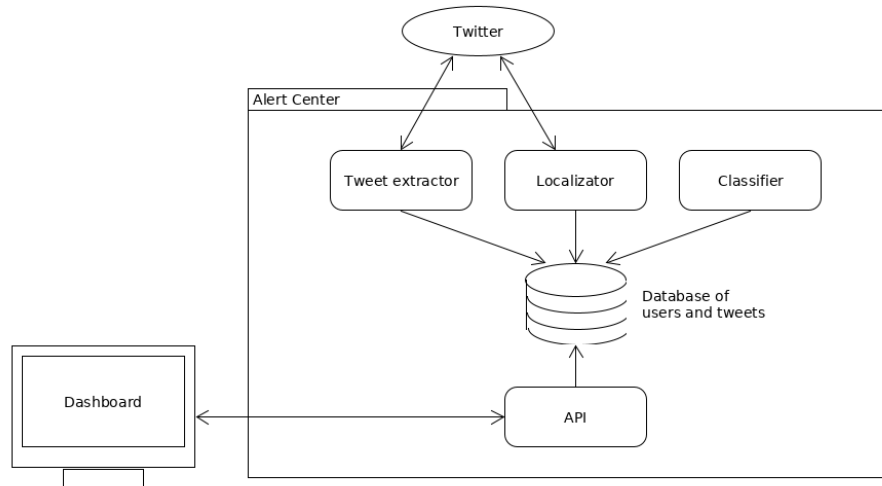 Twitter
Alert Center
Tweet extractor
Localizator
Classifier
Database of
users and tweets
Dashboard
API